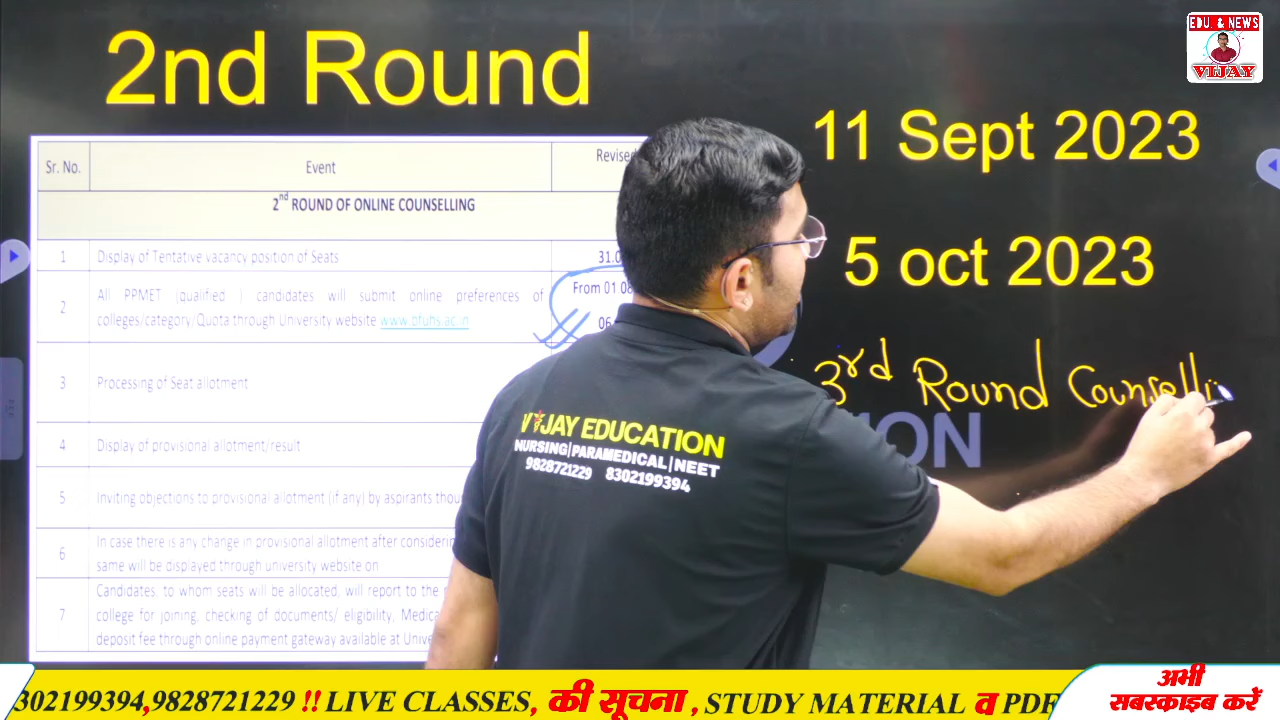 2nd Round
EDU. & NEWS
VIJAY
11 Sept 2023
5 oct 2023
3rd Round Counselli
ION
Sr. No. Event Revised
2nd ROUND OF ONLINE COUNSELLING
1 Display of Tentative vacancy position of Seats 31.0
2 All PPMET (qualified ) candidates will submit online preferences of From 01 08
colleges/category/Quota through University website www.bfuhs.ac.in 06
3 Processing of Seat allotment
4 Display of provisional allotment/result
5 Inviting objections to provisional allotment (if any) by aspirants thou
6 In case there is any change in provisional allotment after considerin
same will be displayed through university website on
7 Candidates, to whom seats will be allocated, will report to the
college for joining, checking of documents/ eligibility, Medica
deposit fee through online payment gateway available at Unive
VIJAY EDUCATION
NURSING|PARAMEDICAL|NEET
9828721229 8302199394
302199394,9828721229 !! LIVE CLASSES, की सूचना , STUDY MATERIAL व PDF
अभी
सबस्क्राइब करें